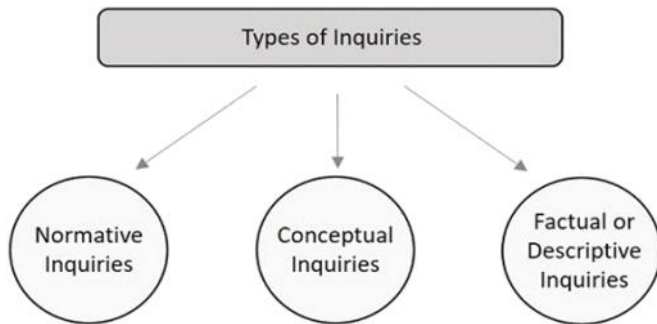 Types of Inquiries
Normative
Inquiries
Conceptual
Inquiries
Factual or
Descriptive
Inquiries